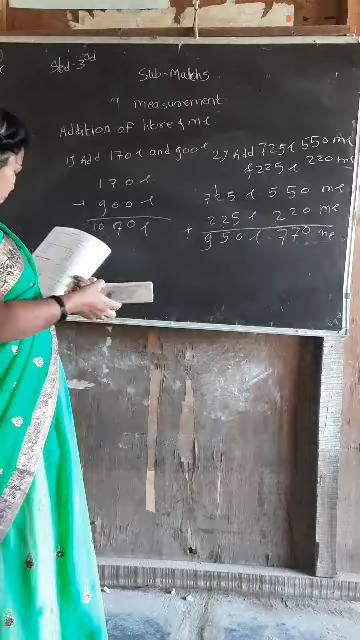 Std-3rd
Sub-Maths
measurement
Addition of litre & ml
1) Add 170 l and 900 l
170 l
+ 900 l
1070 l
2) Add 725 l 550 ml
& 225 l 220 ml
1
725 l 550 ml
+ 225 l 220 ml
950 l 770 ml